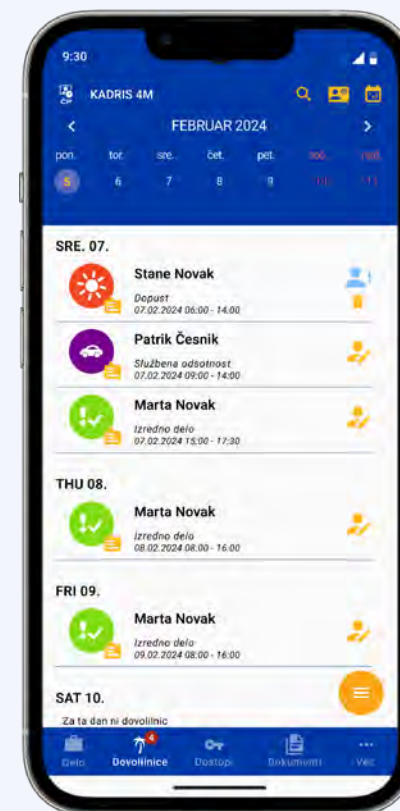 9:30
KADRIS 4M
FEBRUAR 2024
pon. tor. sre. čet. pet. sob. ned.
5 6 7 8 9 10 11
SRE. 07.
Stane Novak
Dopust
07.02.2024 06:00 - 14:00
Patrik Česnik
Službena odsotnost
07.02.2024 09:00 - 14:00
Marta Novak
Izredno delo
07.02.2024 15:00 - 17:30
THU 08.
Marta Novak
Izredno delo
08.02.2024 08:00 - 16:00
FRI 09.
Marta Novak
Izredno delo
09.02.2024 08:00 - 16:00
SAT 10.
Za ta dan ni dovolilnic
4
Delo Dovolilnice Dostopi Dokumenti Več